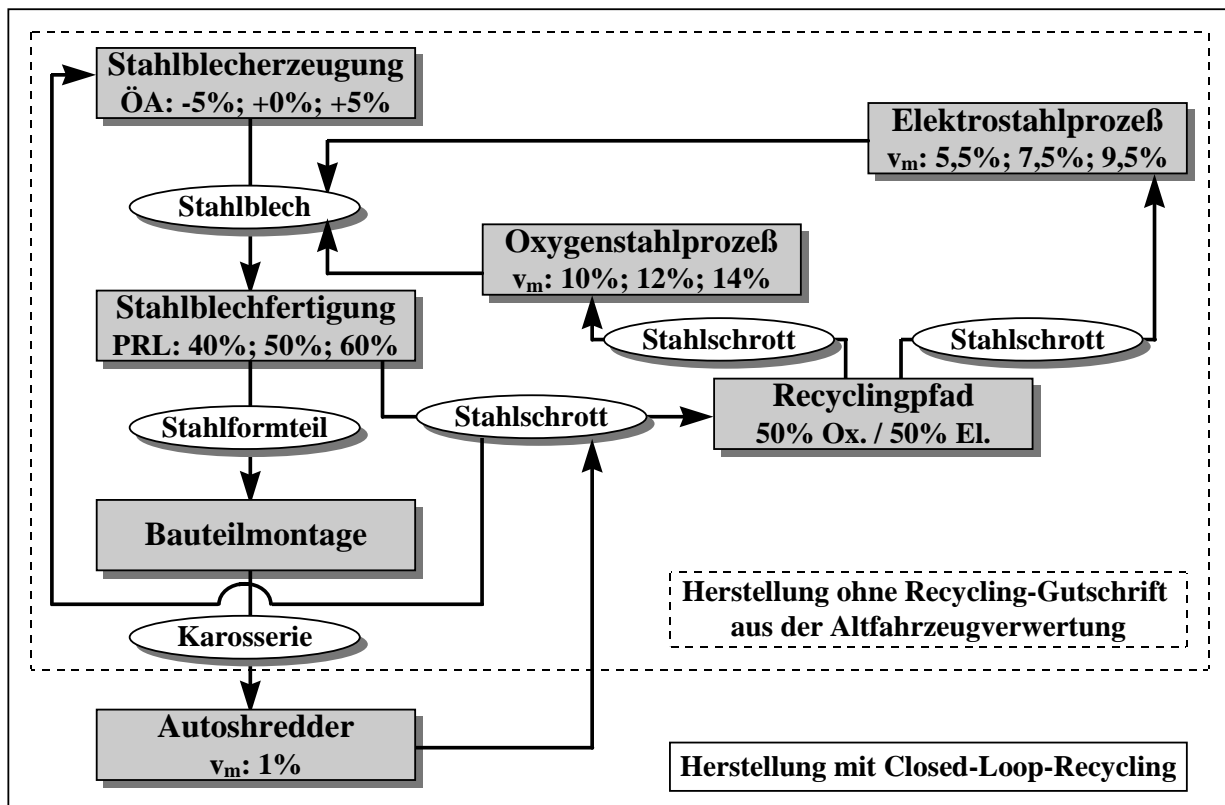 Stahlblecherzeugung
ÖA: -5%; +0%; +5%
Elektrostahlprozeß
vm: 5,5%; 7,5%; 9,5%
Stahlblech
Oxygenstahlprozeß
vm: 10%; 12%; 14%
Stahlblechfertigung
PRL: 40%; 50%; 60%
Stahlschrott
Stahlschrott
Recyclingpfad
50% Ox. / 50% El.
Stahlschrott
Stahlformteil
Bauteilmontage
Herstellung ohne Recycling-Gutschrift
aus der Altfahrzeugverwertung
Karosserie
Autoshredder
vm: 1%
Herstellung mit Closed-Loop-Recycling